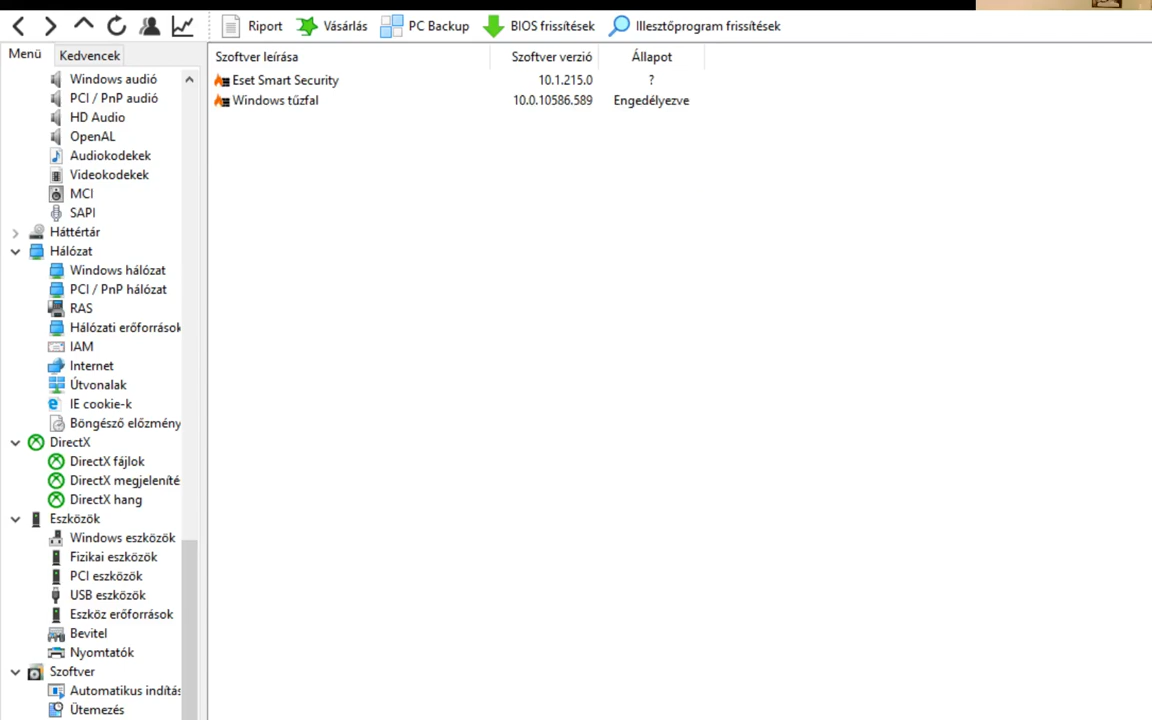 Riport Vásárlás PC Backup BIOS frissítések Illesztőprogram frissítések
Menü Kedvencek
Windows audió
PCI / PnP audió
HD Audio
OpenAL
Audiokodekek
Videokodekek
MCI
SAPI
Háttértár
Hálózat
Windows hálózat
PCI / PnP hálózat
RAS
Hálózati erőforrások
IAM
Internet
Útvonalak
IE cookie-k
Böngésző előzmény
DirectX
DirectX fájlok
DirectX megjeleníté
DirectX hang
Eszközök
Windows eszközök
Fizikai eszközök
PCI eszközök
USB eszközök
Eszköz erőforrások
Bevitel
Nyomtatók
Szoftver
Automatikus indítás
Ütemezés
Szoftver leírása Szoftver verzió Állapot
Eset Smart Security 10.1.215.0 ?
Windows tűzfal 10.0.10586.589 Engedélyezve